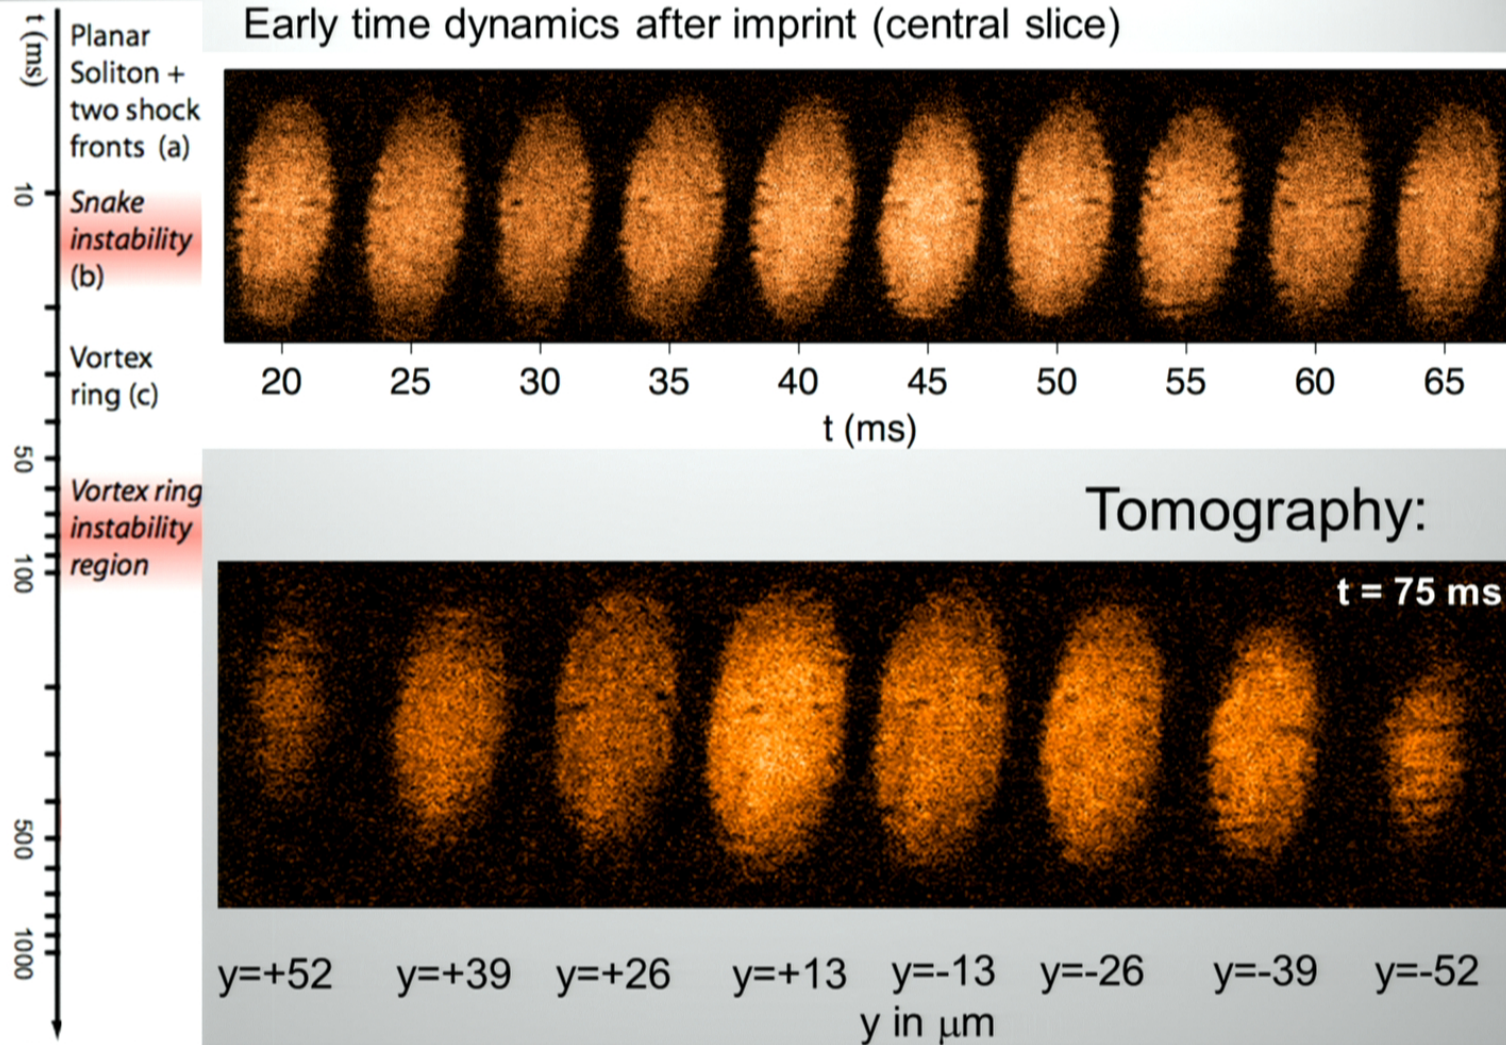 t (ms)
Planar
Soliton +
two shock
fronts (a)
10
Snake
instability
(b)
Vortex
ring (c)
50
Vortex ring
instability
region
100
500
1000
Early time dynamics after imprint (central slice)
20 25 30 35 40 45 50 55 60 65
t (ms)
Tomography:
t = 75 ms
y=+52 y=+39 y=+26 y=+13 y=-13 y=-26 y=-39 y=-52
y in μm